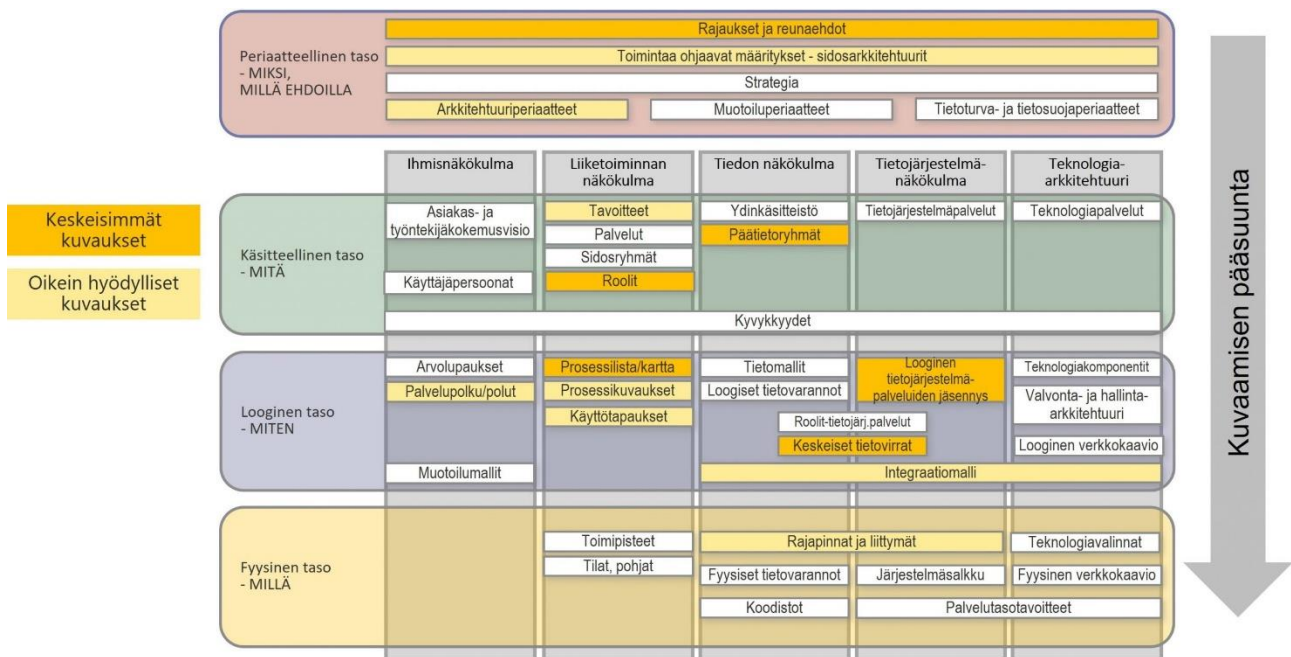 Rajaukset ja reunaehdot
Periaatteellinen taso
- MIKSI,
MILLÄ EHDOILLA
Toimintaa ohjaavat määritykset - sidosarkkitehtuurit
Strategia
Arkkitehtuuriperiaatteet
Muotoiluperiaatteet
Tietoturva- ja tietosuojaperiaatteet
Ihmisnäkökulma
Liiketoiminnan
näkökulma
Tiedon näkökulma
Tietojärjestelmä-
näkökulma
Teknologia-
arkkitehtuuri
Keskeisimmät
kuvaukset
Oikein hyödylliset
kuvaukset
Käsitteellinen taso
- MITÄ
Asiakas- ja
työntekijäkokemusvisio
Käyttäjäpersoonat
Tavoitteet
Palvelut
Sidosryhmät
Roolit
Ydinkäsitteistö
Päätietoryhmät
Tietojärjestelmäpalvelut
Teknologiapalvelut
Kyvykkyydet
Looginen taso
- MITEN
Arvolupaukset
Palvelupolku/polut
Muotoilumallit
Prosessilista/kartta
Prosessikuvaukset
Käyttötapaukset
Tietomallit
Loogiset tietovarannot
Looginen
tietojärjestelmä-
palveluiden jäsennys
Roolit-tietojärj.palvelut
Keskeiset tietovirrat
Teknologiakomponentit
Valvonta- ja hallinta-
arkkitehtuuri
Looginen verkkokaavio
Integraatiomalli
Fyysinen taso
- MILLÄ
Toimipisteet
Tilat, pohjat
Rajapinnat ja liittymät
Teknologiavalinnat
Fyysiset tietovarannot
Järjestelmäsalkku
Fyysinen verkkokaavio
Koodistot
Palvelutasotavoitteet
Kuvaamisen pääsuunta